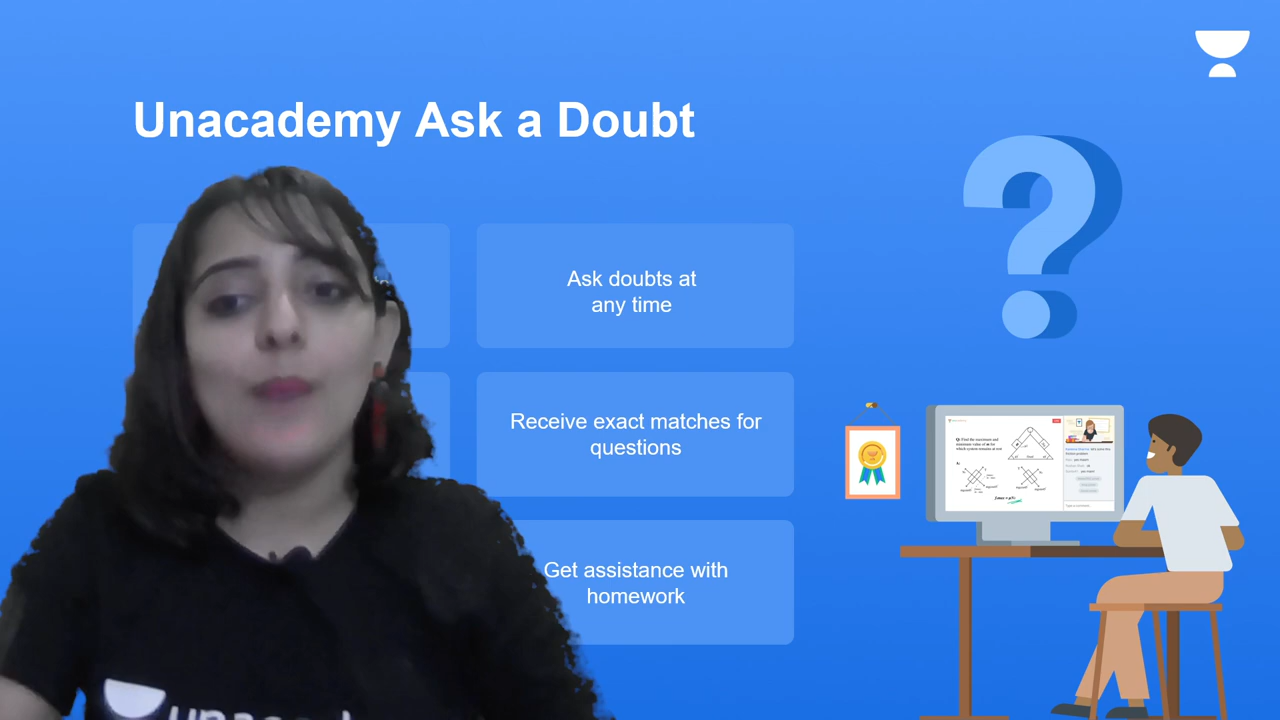 Unacademy Ask a Doubt
Ask doubts at
any time
Receive exact matches for
questions
Get assistance with
homework